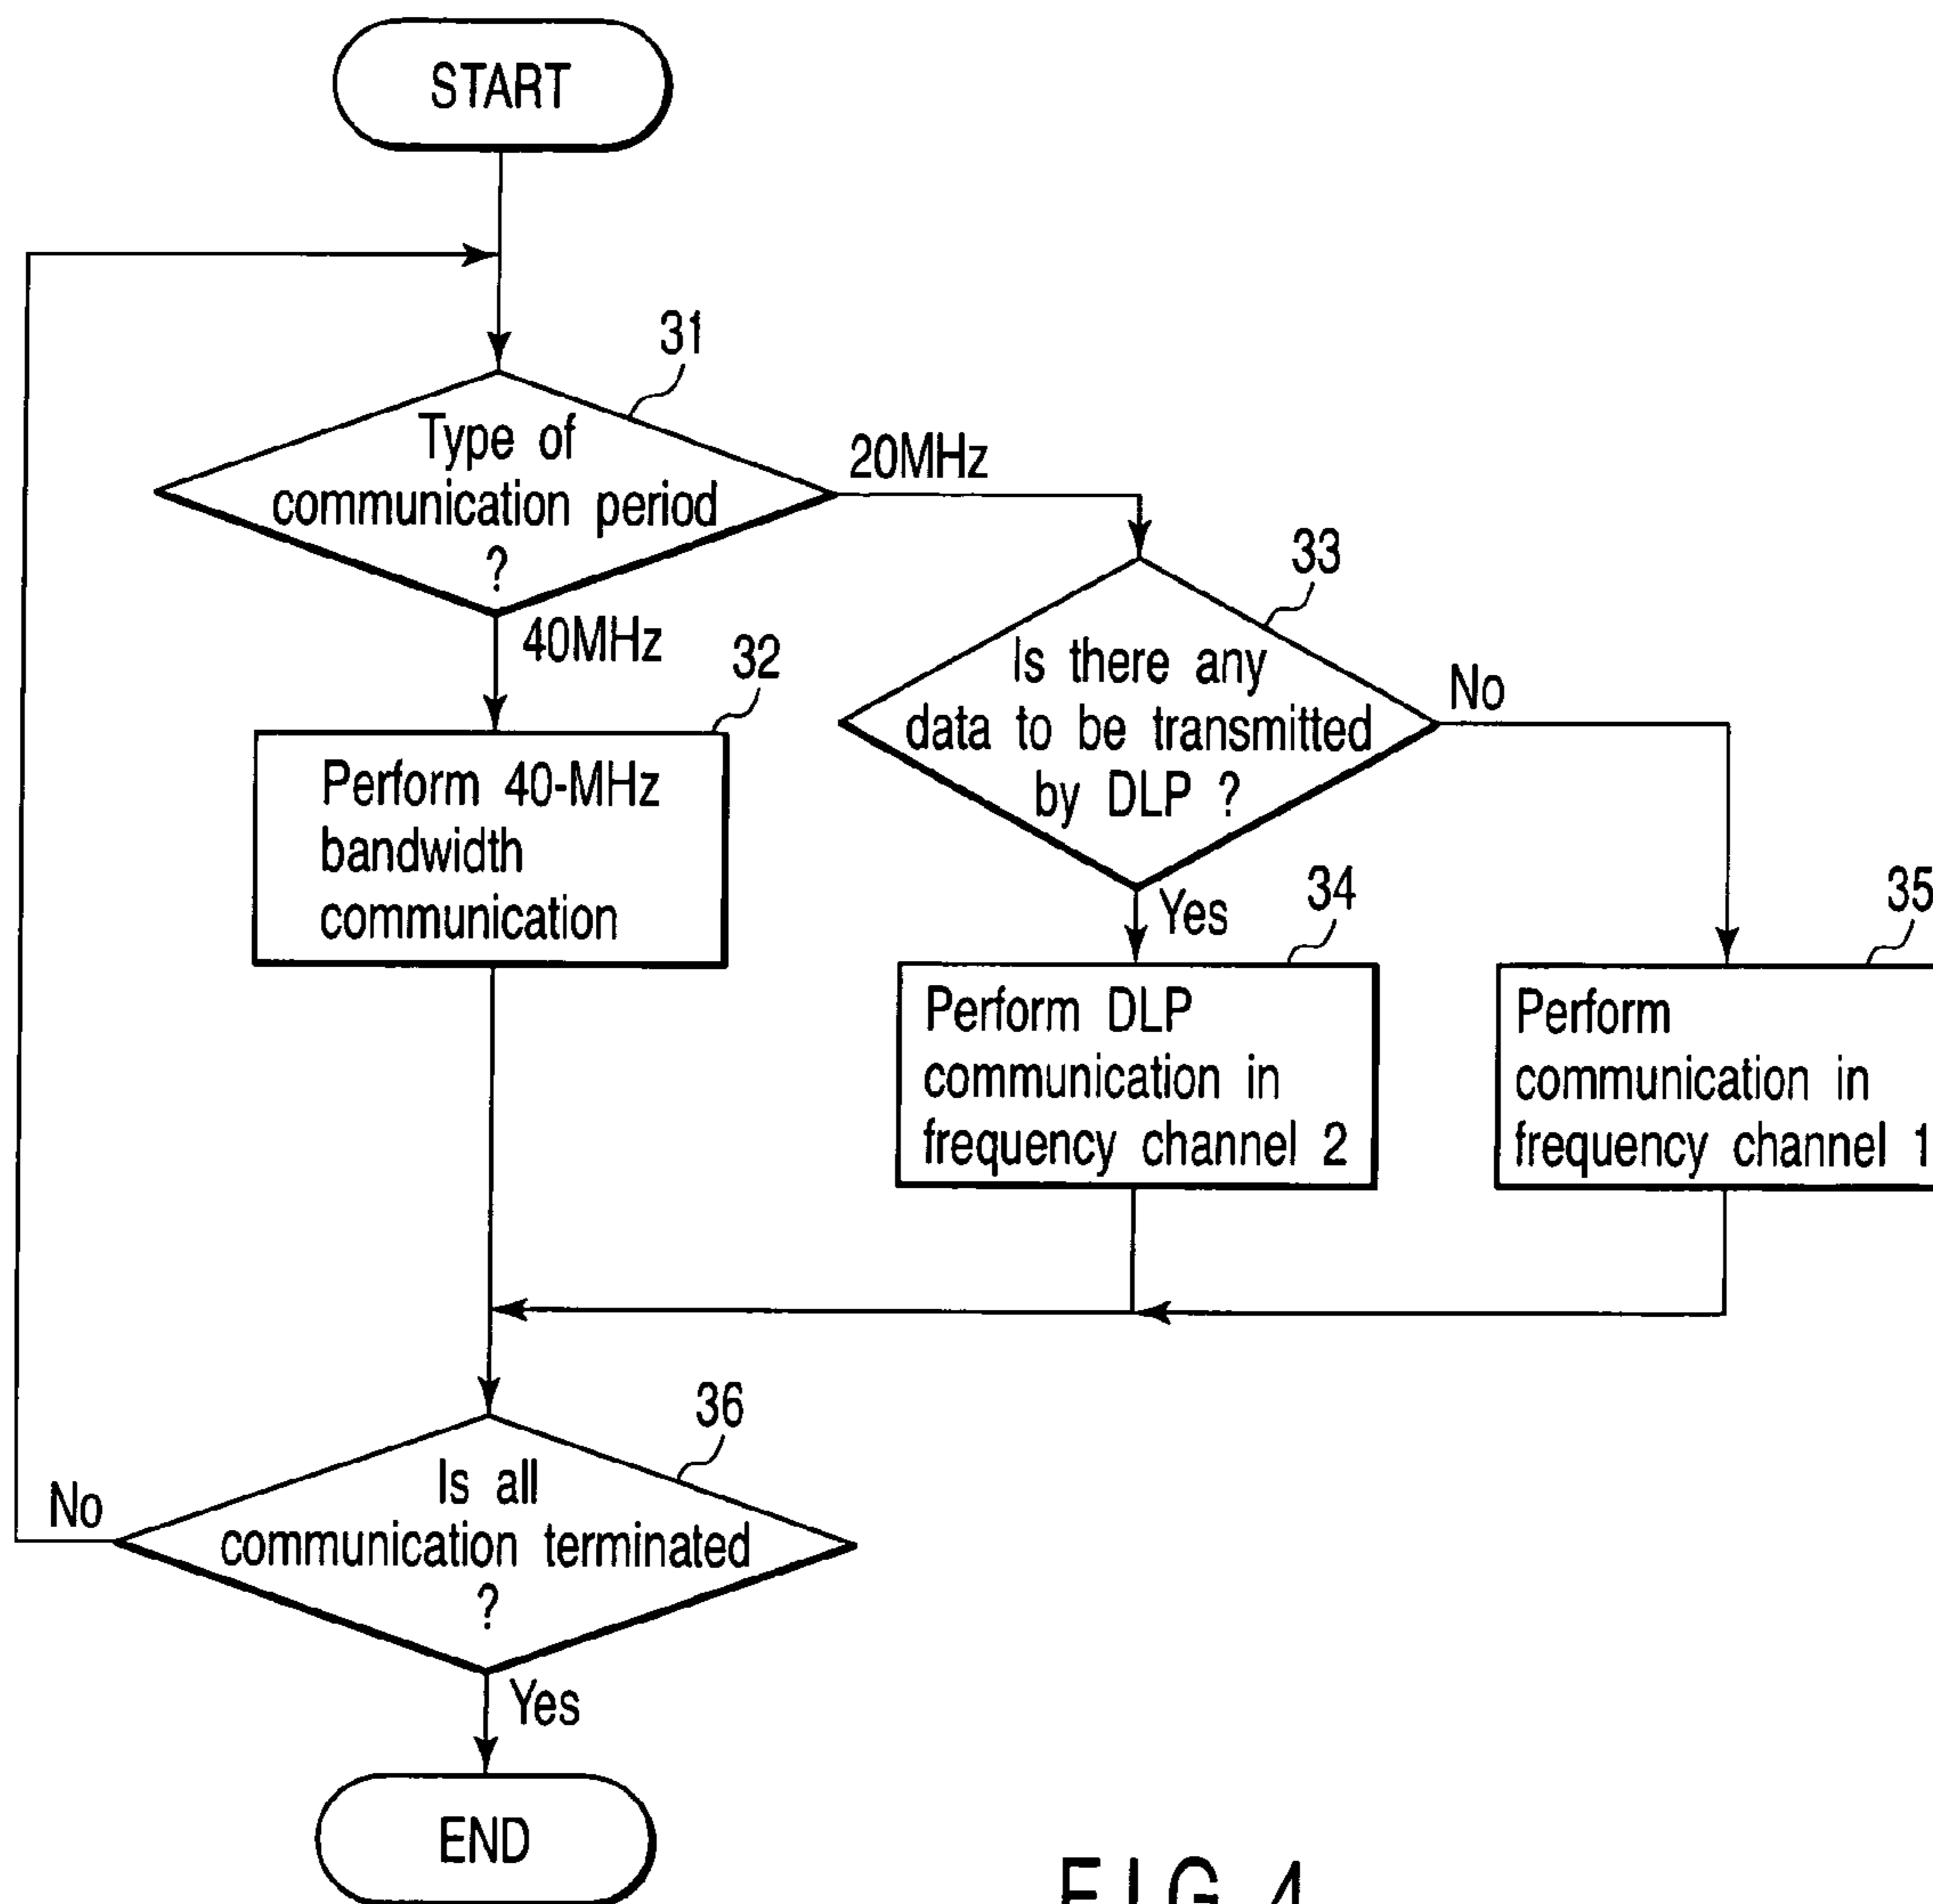 START
31
Type of
communication period
?
20MHz
40MHz
33
Is there any
data to be transmitted
by DLP ?
No
Yes
32
Perform 40-MHz
bandwidth
communication
34
Perform DLP
communication in
frequency channel 2
35
Perform
communication in
frequency channel 1
36
Is all
communication terminated
?
No
Yes
END
FIG. 4